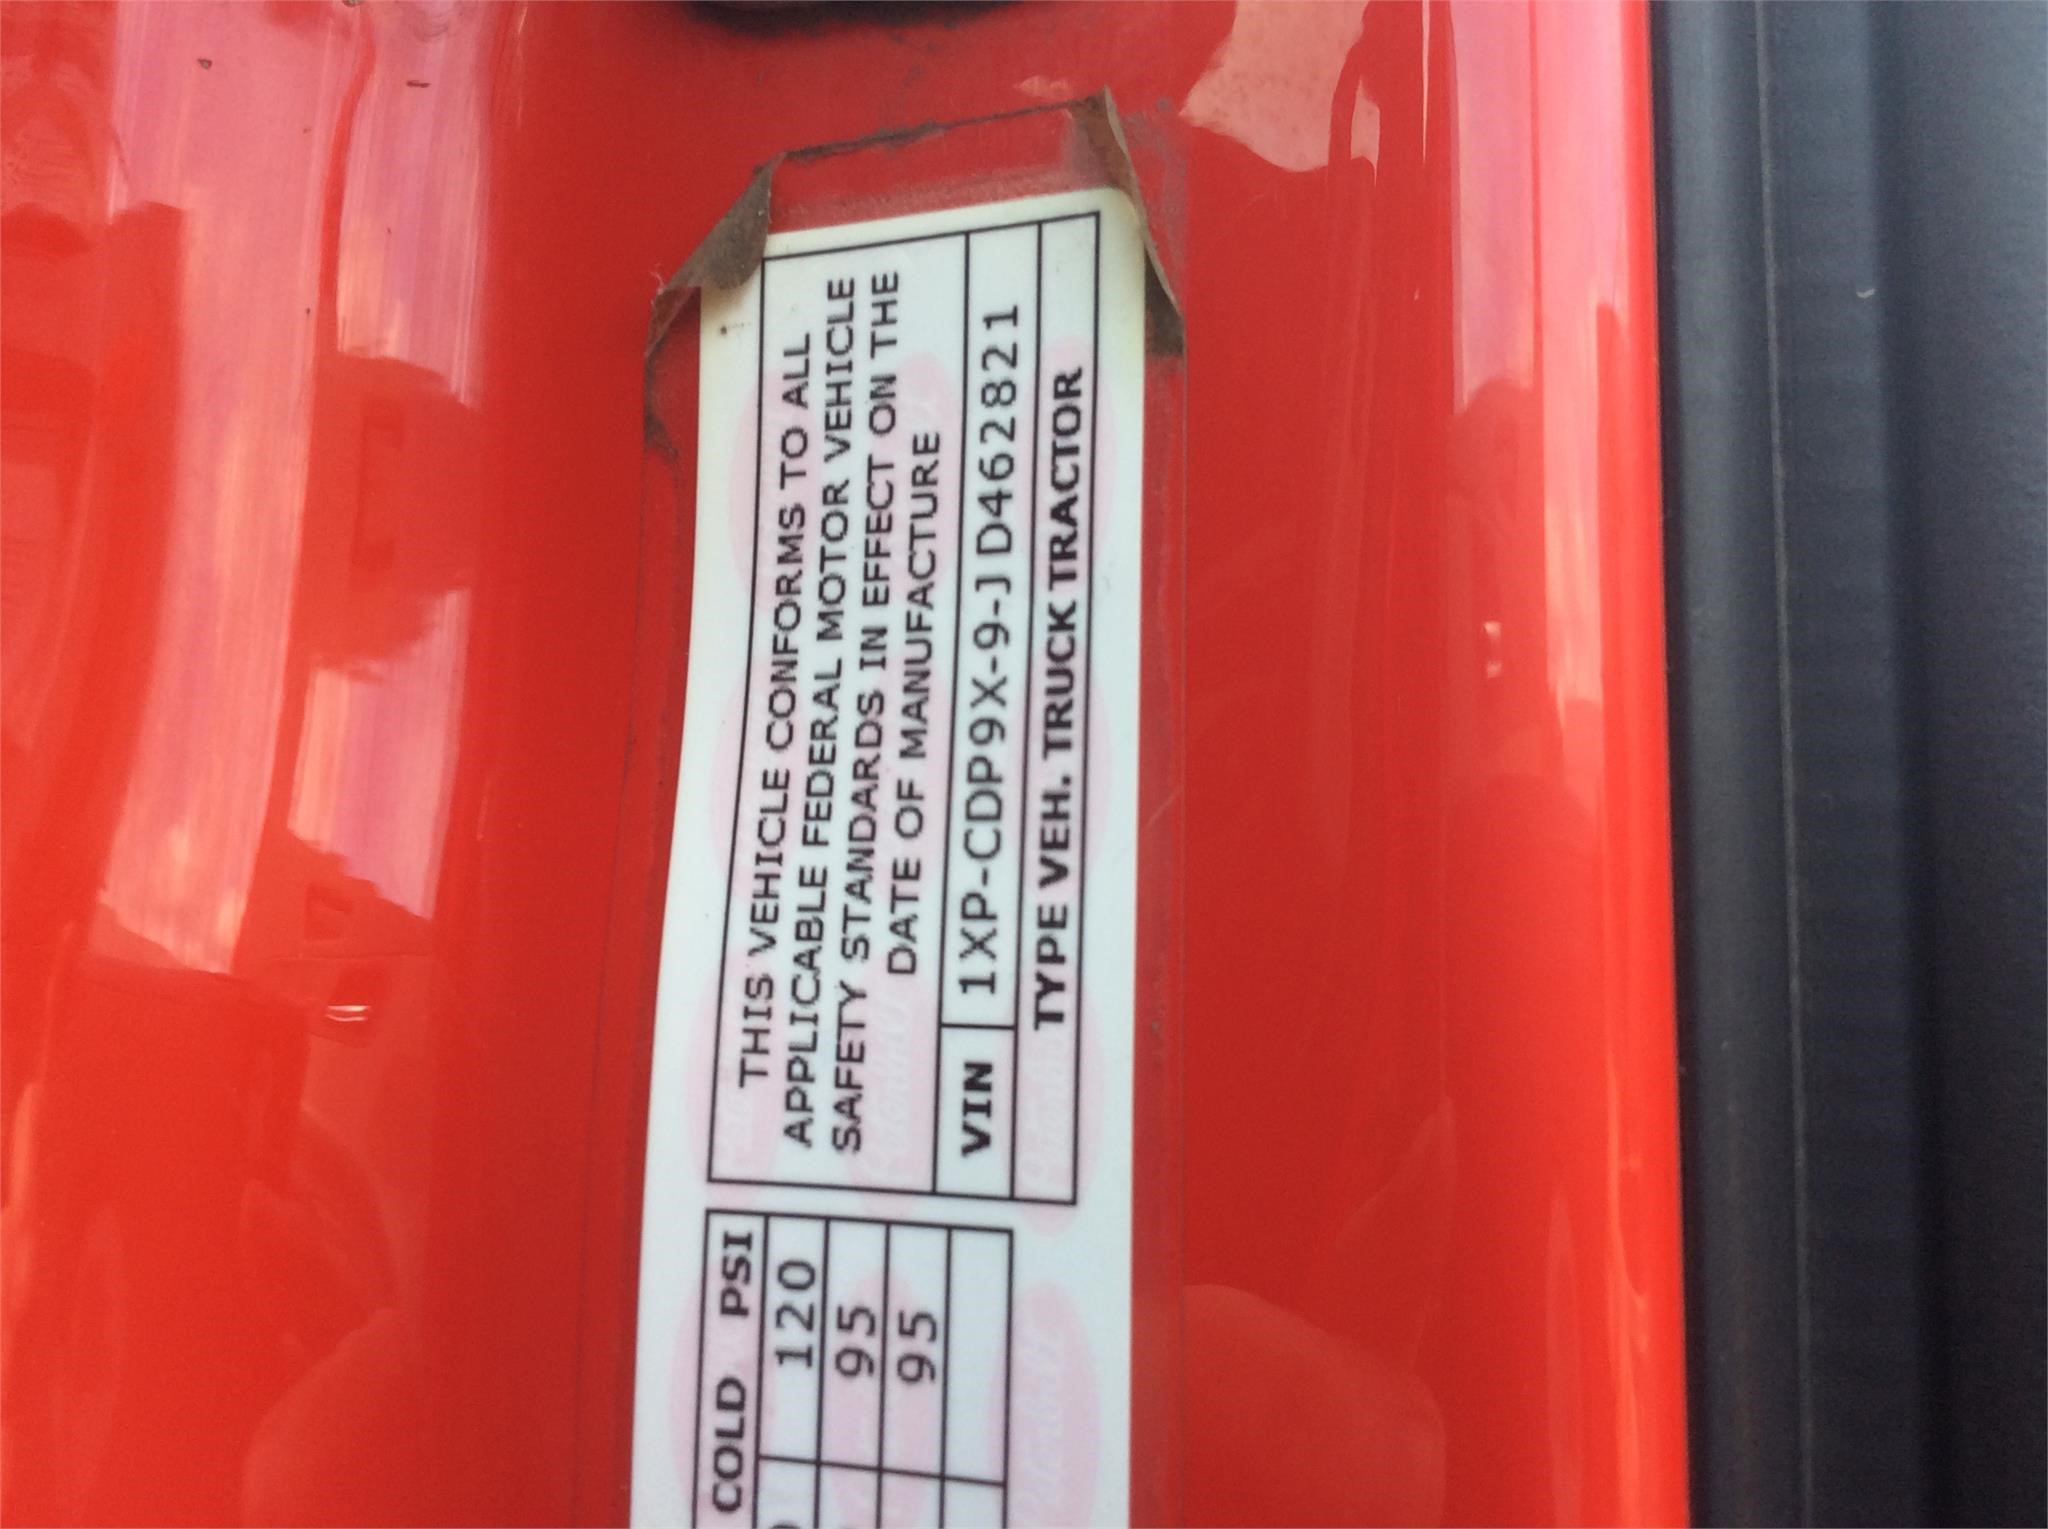 THIS VEHICLE CONFORMS TO ALL
APPLICABLE FEDERAL MOTOR VEHICLE
SAFETY STANDARDS IN EFFECT ON THE
DATE OF MANUFACTURE
VIN 1XP-CDP9X-9-JD462821
TYPE VEH. TRUCK TRACTOR
COLD PSI
120
95
95